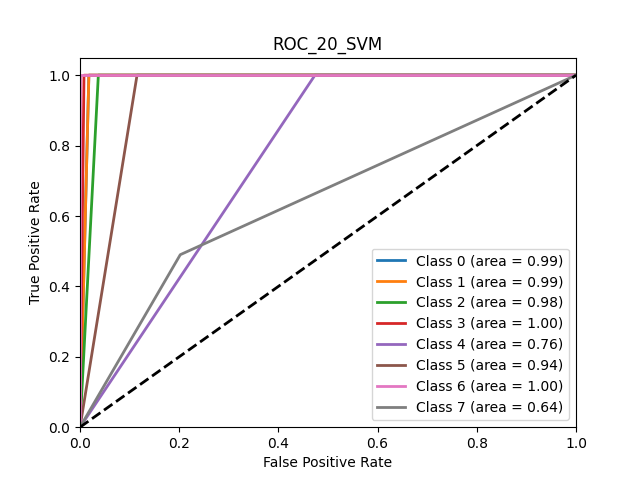 ROC_20_SVM
True Positive Rate
1.0
0.8
0.6
0.4
0.2
0.0
Class 0 (area = 0.99)
Class 1 (area = 0.99)
Class 2 (area = 0.98)
Class 3 (area = 1.00)
Class 4 (area = 0.76)
Class 5 (area = 0.94)
Class 6 (area = 1.00)
Class 7 (area = 0.64)
0.0 0.2 0.4 0.6 0.8 1.0
False Positive Rate